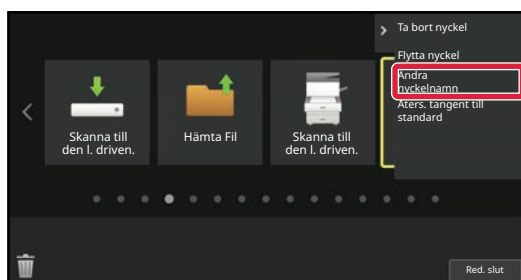 Ta bort nyckel
Flytta nyckel
Ändra
nyckelnamn
Åters. tangent till
standard
Skanna till
den l. driven.
Hämta Fil
Skanna till
den l. driven.
Red. slut